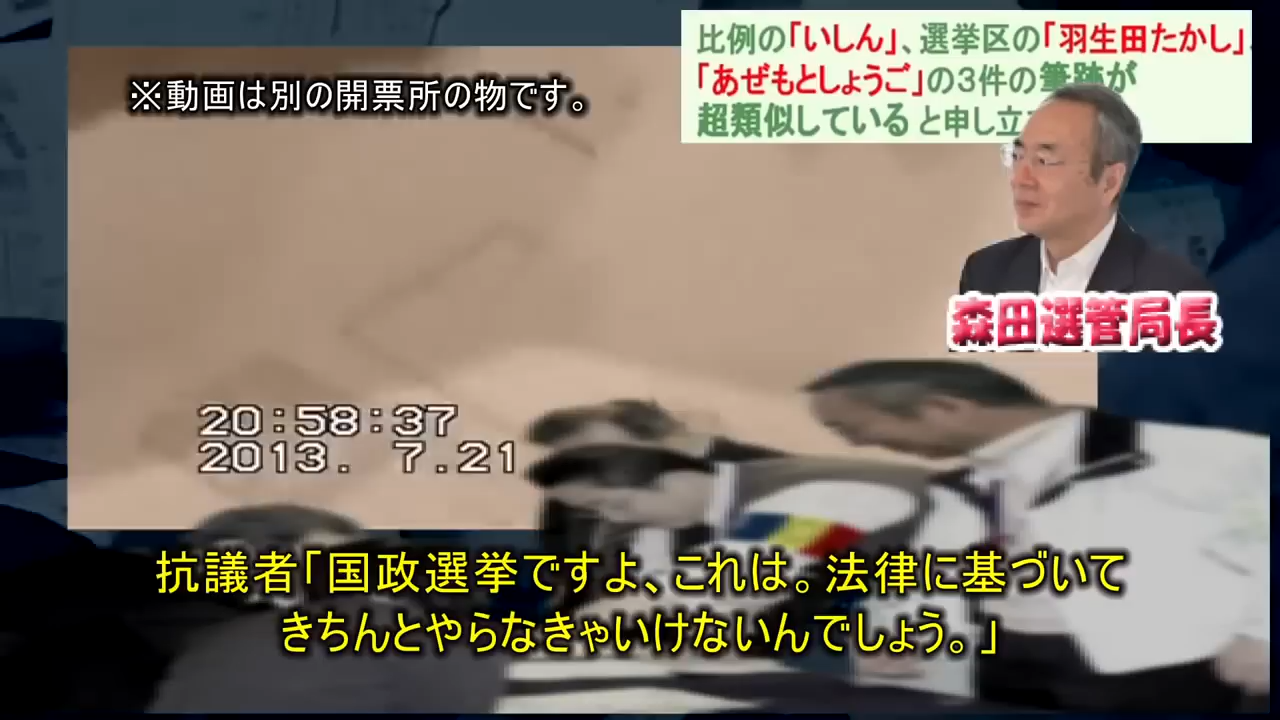 ※動画は別の開票所の物です。
比例の「いしん」、選挙区の「羽生田たかし」、
「あぜもとしょうご」の3件の筆跡が
超類似していると申し立
森田選管局長
20:58:37
2013. 7.21
抗議者「国政選挙ですよ、これは。法律に基づいて
きちんとやらなきゃいけないんでしょう。」